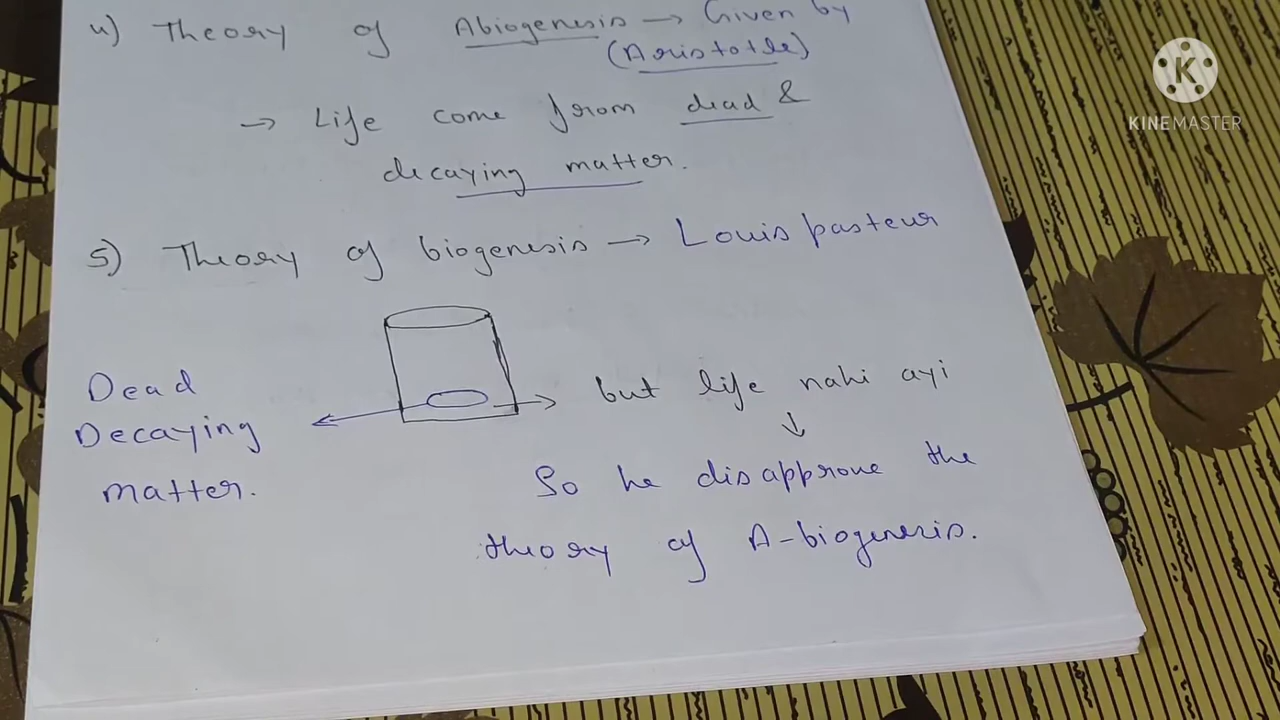 4) Theory of Abiogenesis → Given by
(Aristotle)
→ Life come from dead &
decaying matter.
5) Theory of biogenesis → Louis pasteur
Dead
Decaying
matter.
but life nahi ayi
↓
So he disapprove the
theory of A-biogenesis.
K
KINEMASTER